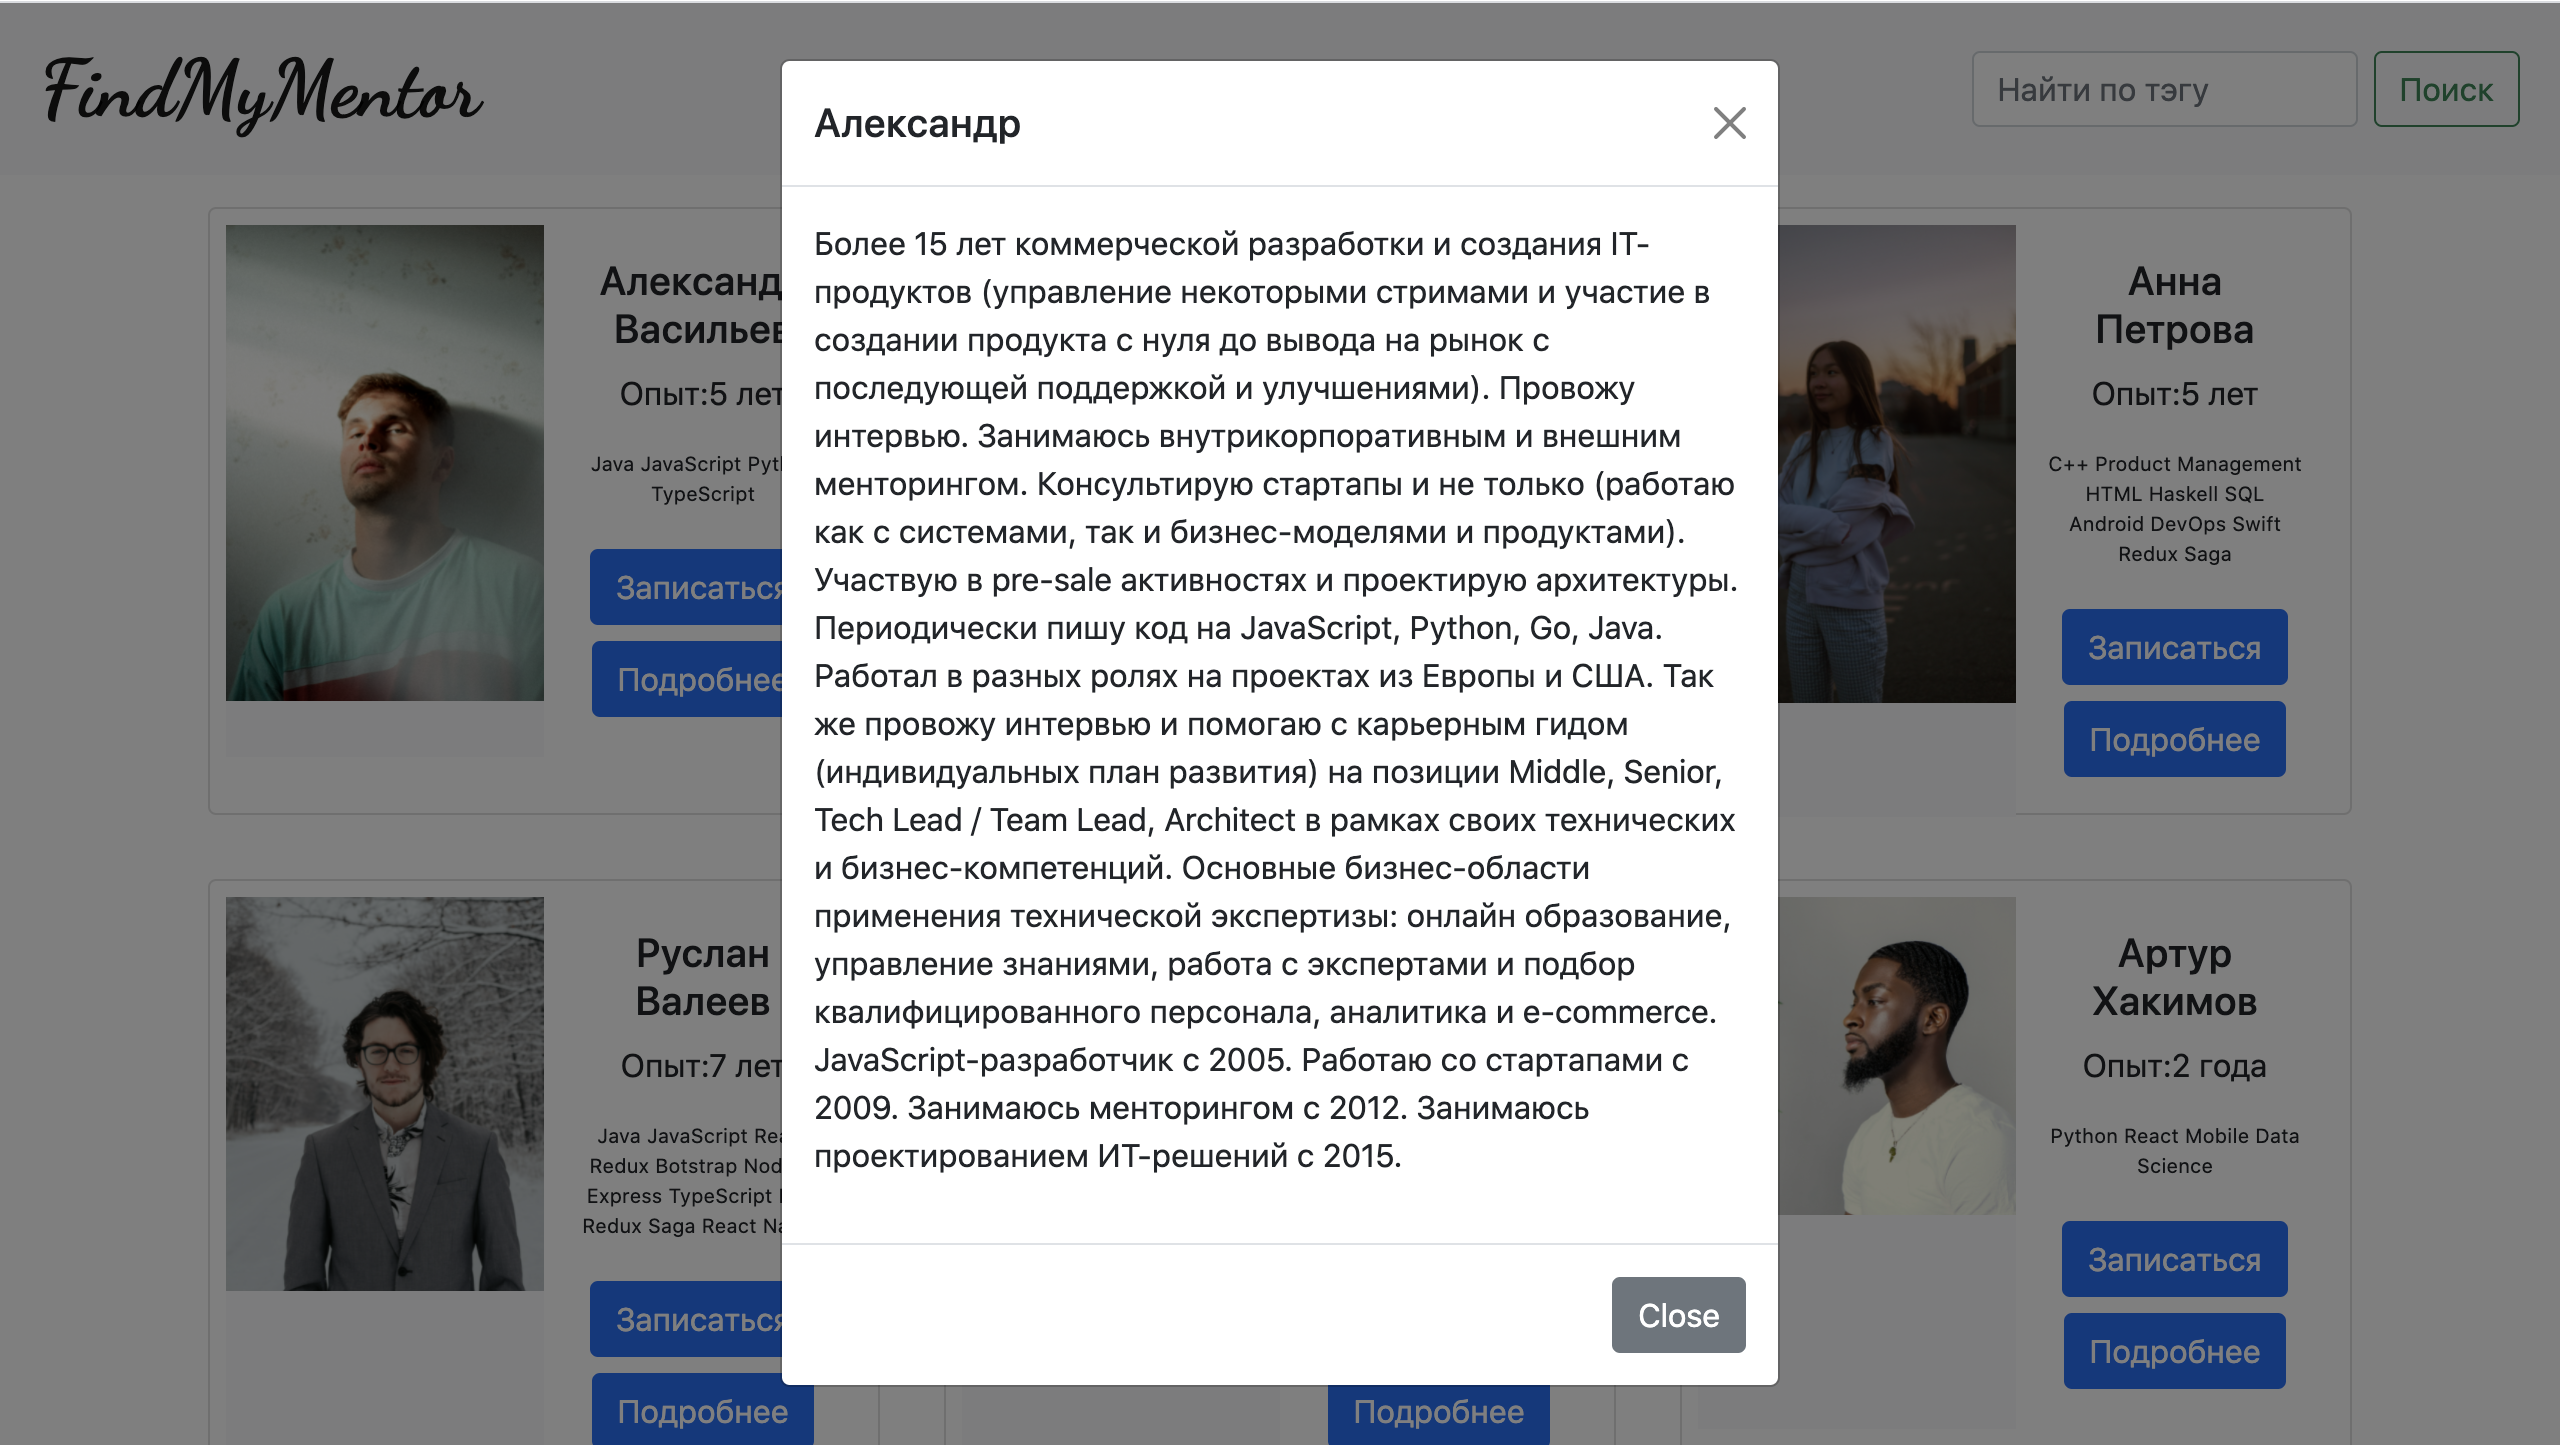 FindMyMentor
Найти по тэгу
Поиск
Александр
Более 15 лет коммерческой разработки и создания IT-
продуктов (управление некоторыми стримами и участие в
создании продукта с нуля до вывода на рынок с
последующей поддержкой и улучшениями). Провожу
интервью. Занимаюсь внутрикорпоративным и внешним
менторингом. Консультирую стартапы и не только (работаю
как с системами, так и бизнес-моделями и продуктами).
Участвую в pre-sale активностях и проектирую архитектуры.
Периодически пишу код на JavaScript, Python, Go, Java.
Работал в разных ролях на проектах из Европы и США. Так
же провожу интервью и помогаю с карьерным гидом
(индивидуальных план развития) на позиции Middle, Senior,
Tech Lead / Team Lead, Architect в рамках своих технических
и бизнес-компетенций. Основные бизнес-области
применения технической экспертизы: онлайн образование,
управление знаниями, работа с экспертами и подбор
квалифицированного персонала, аналитика и e-commerce.
JavaScript-разработчик с 2005. Работаю со стартапами с
2009. Занимаюсь менторингом с 2012. Занимаюсь
проектированием ИТ-решений с 2015.
Close
Александ
Васильев
Опыт:5 лет
Java JavaScript Pyt
TypeScript
Записаться
Подробнее
Анна
Петрова
Опыт:5 лет
C++ Product Management
HTML Haskell SQL
Android DevOps Swift
Redux Saga
Записаться
Подробнее
Руслан
Валеев
Опыт:7 лет
Java JavaScript Rea
Redux Botstrap Nod
Express TypeScript
Redux Saga React Na
Записаться
Подробнее
Подробнее
Артур
Хакимов
Опыт:2 года
Python React Mobile Data
Science
Записаться
Подробнее